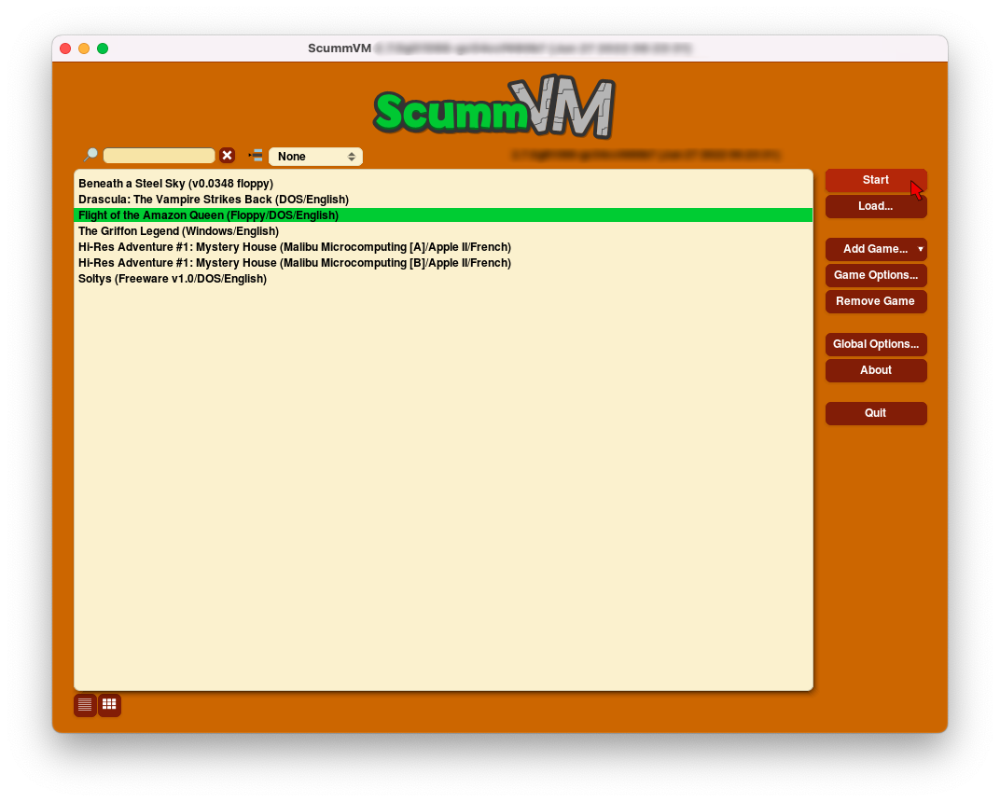 ScummVM
ScummVM
None
Beneath a Steel Sky (v0.0348 floppy)
Drascula: The Vampire Strikes Back (DOS/English)
Flight of the Amazon Queen (Floppy/DOS/English)
The Griffon Legend (Windows/English)
Hi-Res Adventure #1: Mystery House (Malibu Microcomputing [A]/Apple II/French)
Hi-Res Adventure #1: Mystery House (Malibu Microcomputing [B]/Apple II/French)
Soltys (Freeware v1.0/DOS/English)
Start
Load...
Add Game...
Game Options...
Remove Game
Global Options...
About
Quit